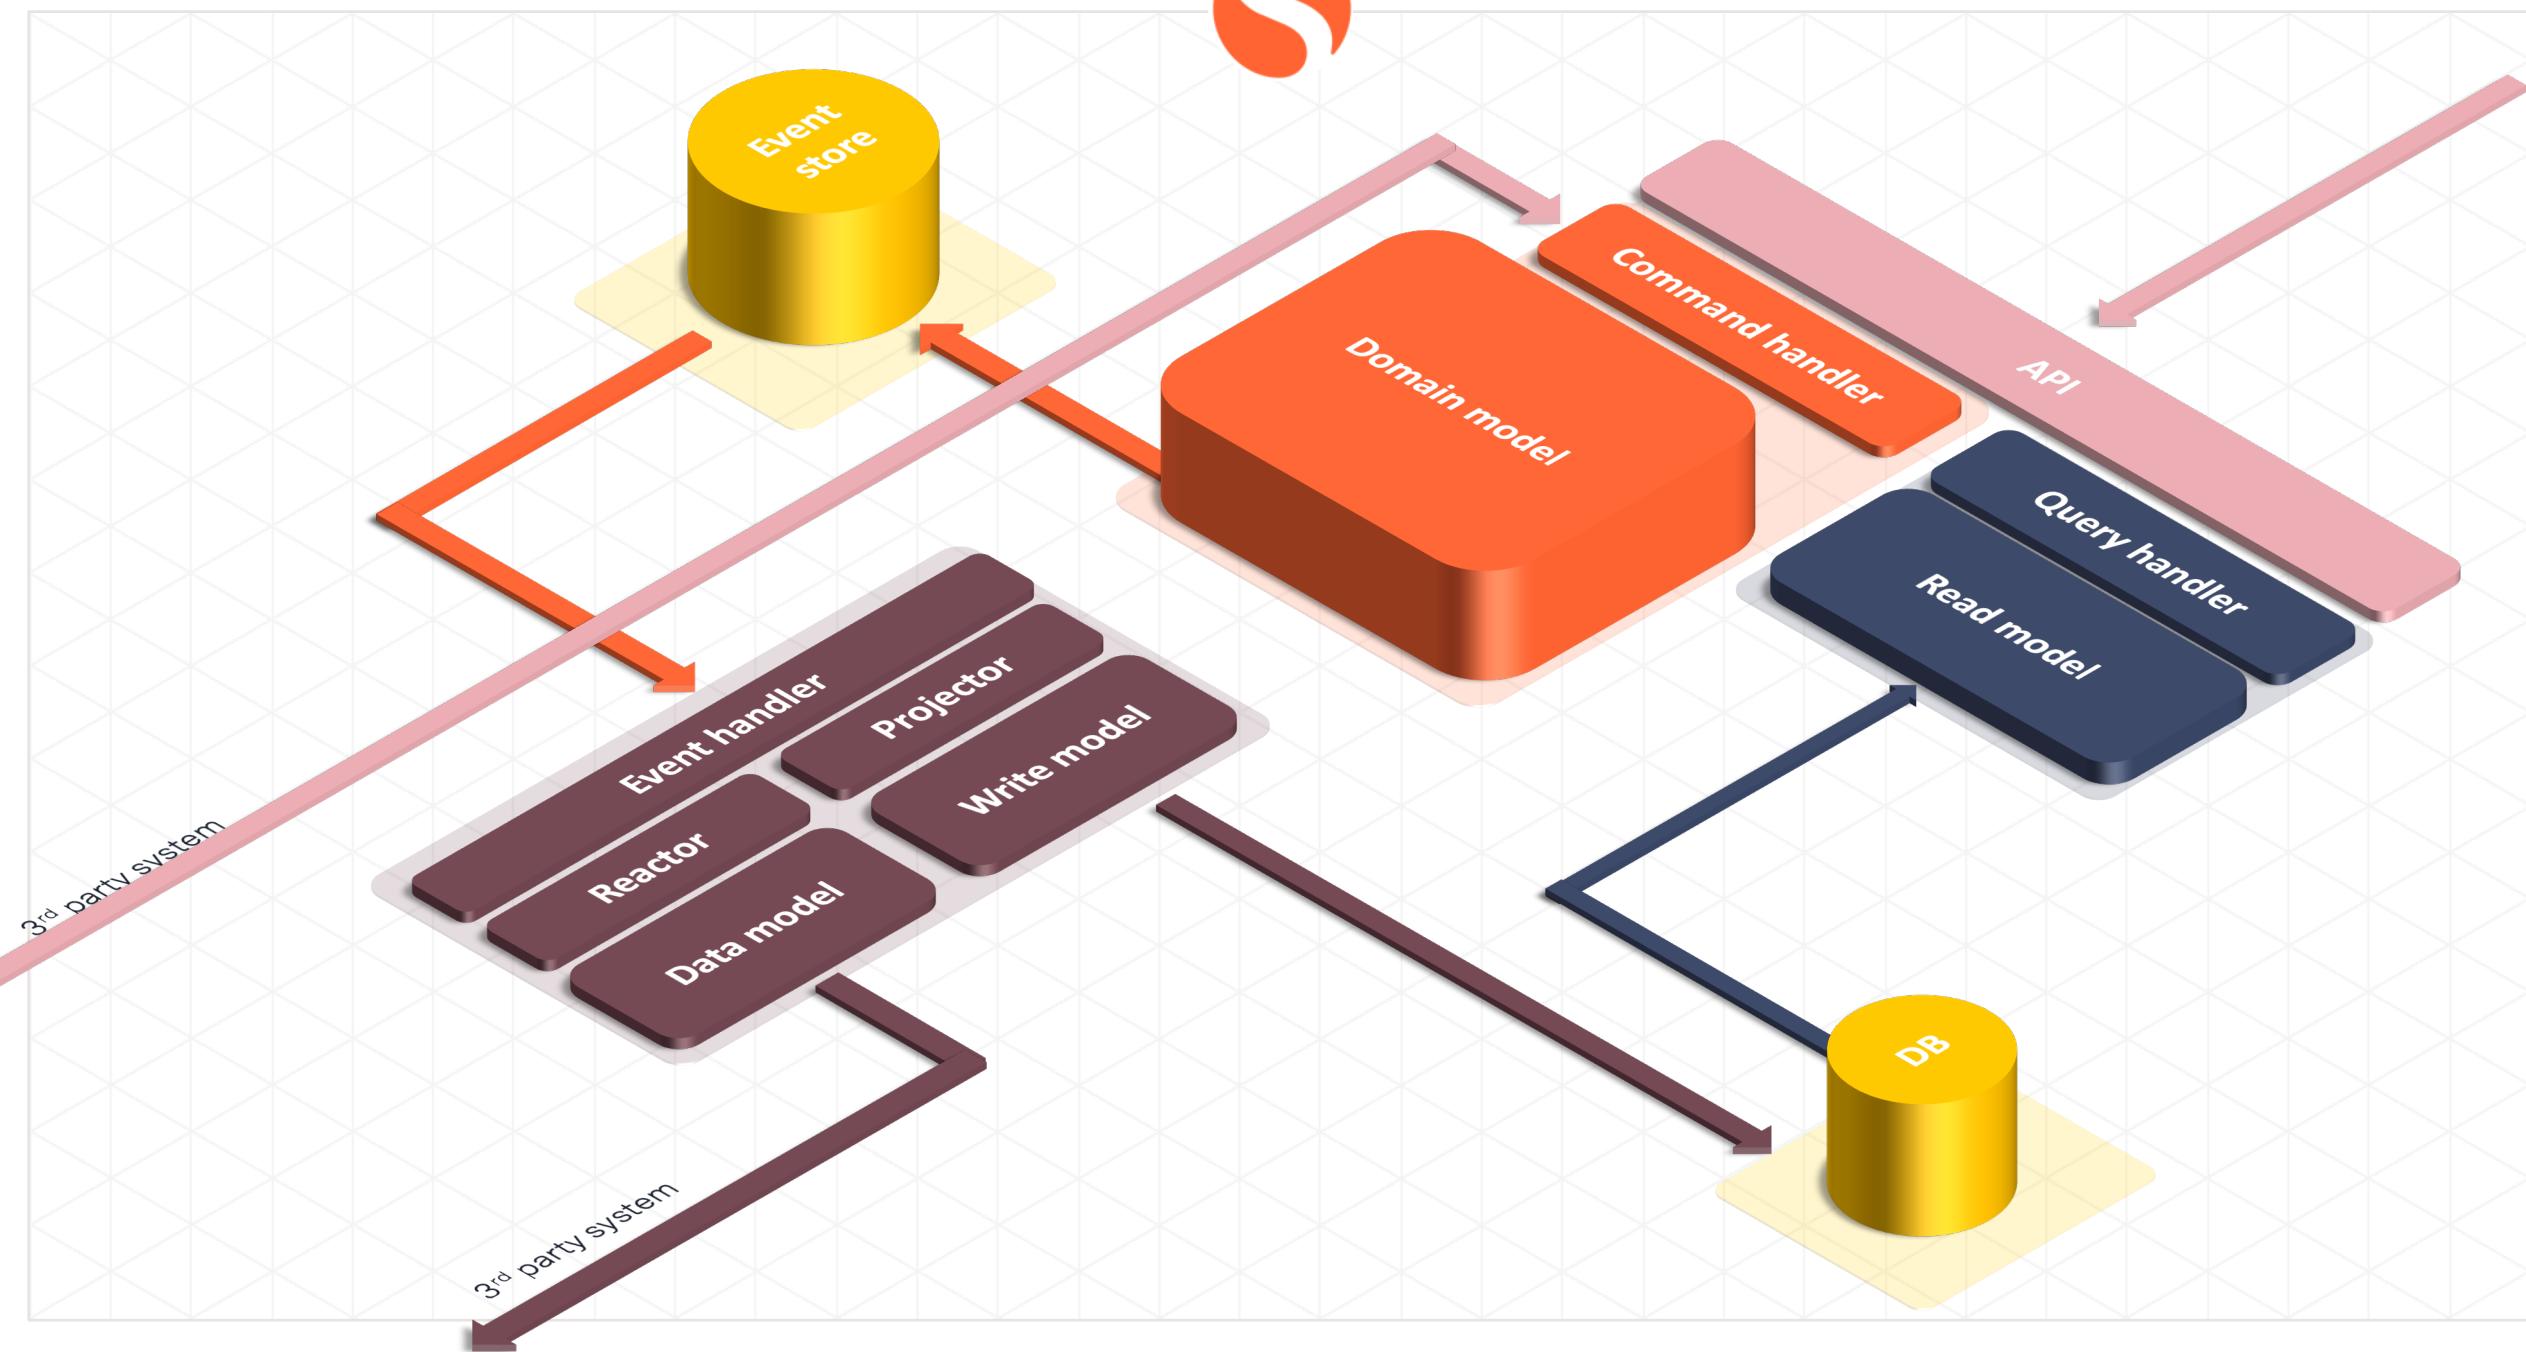 Event
store
Command handler
Domain model
API
Query handler
Read model
Event handler
Projector
Write model
Reactor
Data model
3rd party system
DB
3rd party system